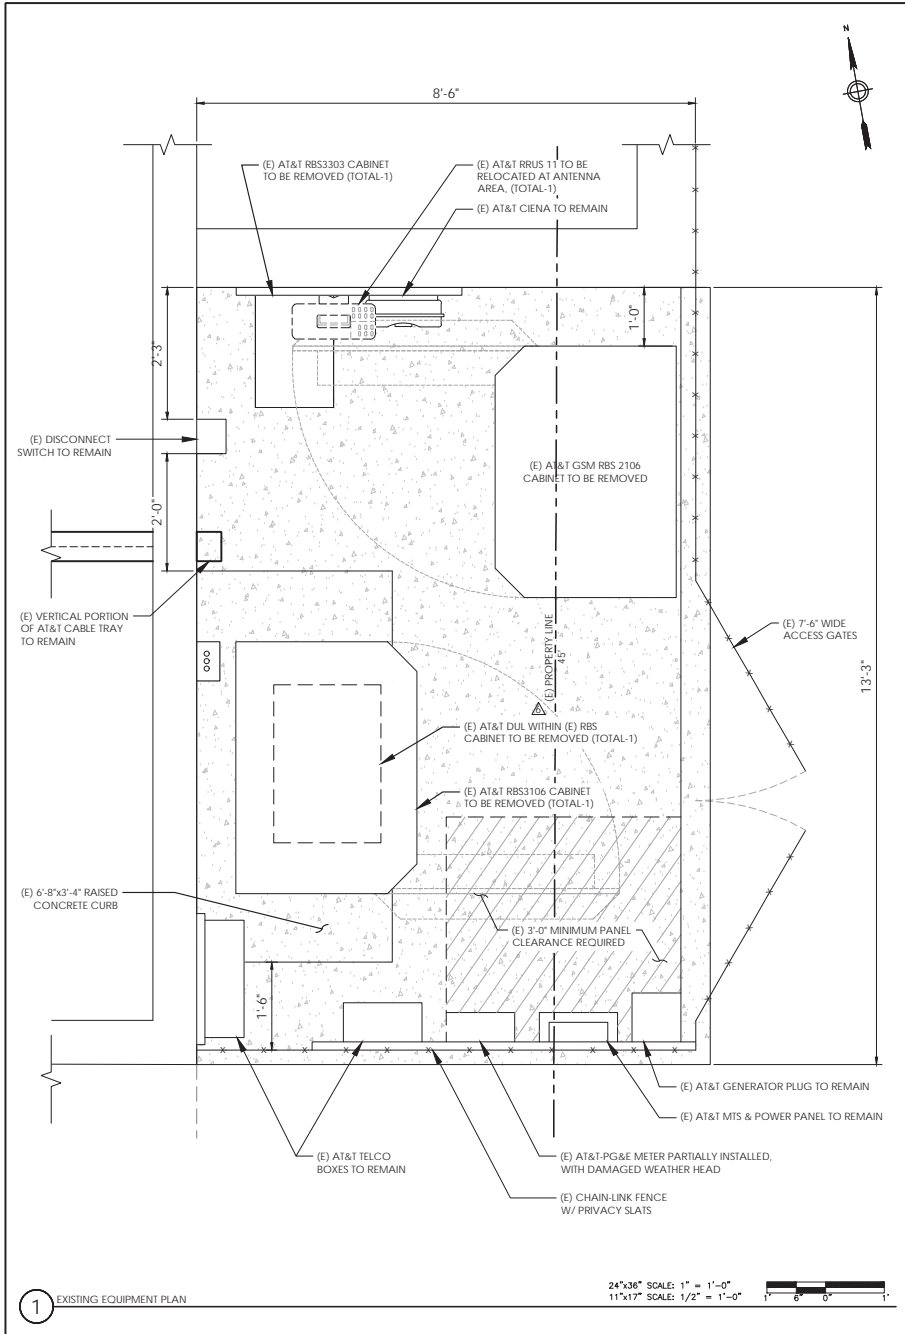 N
8'-6"
(E) AT&T RBS3303 CABINET
TO BE REMOVED (TOTAL-1)
(E) AT&T RRUS 11 TO BE
RELOCATED AT ANTENNA
AREA, (TOTAL-1)
(E) AT&T CIENA TO REMAIN
1'-0"
2'-3"
(E) DISCONNECT
SWITCH TO REMAIN
(E) AT&T GSM RBS 2106
CABINET TO BE REMOVED
2'-0"
(E) VERTICAL PORTION
OF AT&T CABLE TRAY
TO REMAIN
(E) 7'-6" WIDE
ACCESS GATES
(E) PROPERTY LINE
45'
13'-3"
6
(E) AT&T DUL WITHIN (E) RBS
CABINET TO BE REMOVED (TOTAL-1)
(E) AT&T RBS3106 CABINET
TO BE REMOVED (TOTAL-1)
(E) 6'-8"x3'-4" RAISED
CONCRETE CURB
(E) 3'-0" MINIMUM PANEL
CLEARANCE REQUIRED
1'-6"
(E) AT&T GENERATOR PLUG TO REMAIN
(E) AT&T MTS & POWER PANEL TO REMAIN
(E) AT&T TELCO
BOXES TO REMAIN
(E) AT&T-PG&E METER PARTIALLY INSTALLED,
WITH DAMAGED WEATHER HEAD
(E) CHAIN-LINK FENCE
W/ PRIVACY SLATS
1 EXISTING EQUIPMENT PLAN
24"x36" SCALE: 1" = 1'-0"
11"x17" SCALE: 1/2" = 1'-0"
1' 6" 0" 1'